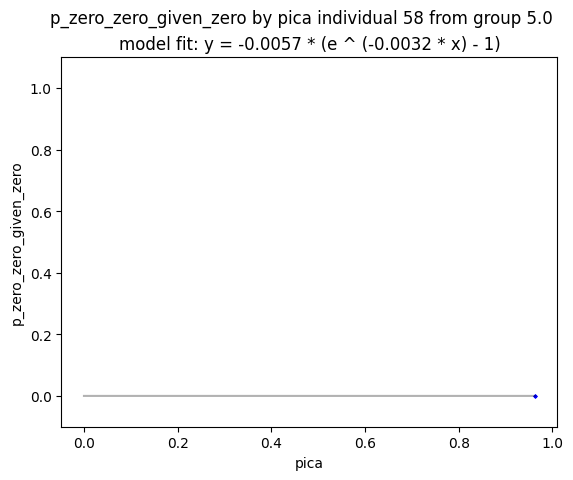 p_zero_zero_given_zero by pica individual 58 from group 5.0
model fit: y = -0.0057 * (e ^ (-0.0032 * x) - 1)
1.0
0.8
0.6
0.4
0.2
0.0
p_zero_zero_given_zero
0.0 0.2 0.4 0.6 0.8 1.0
pica